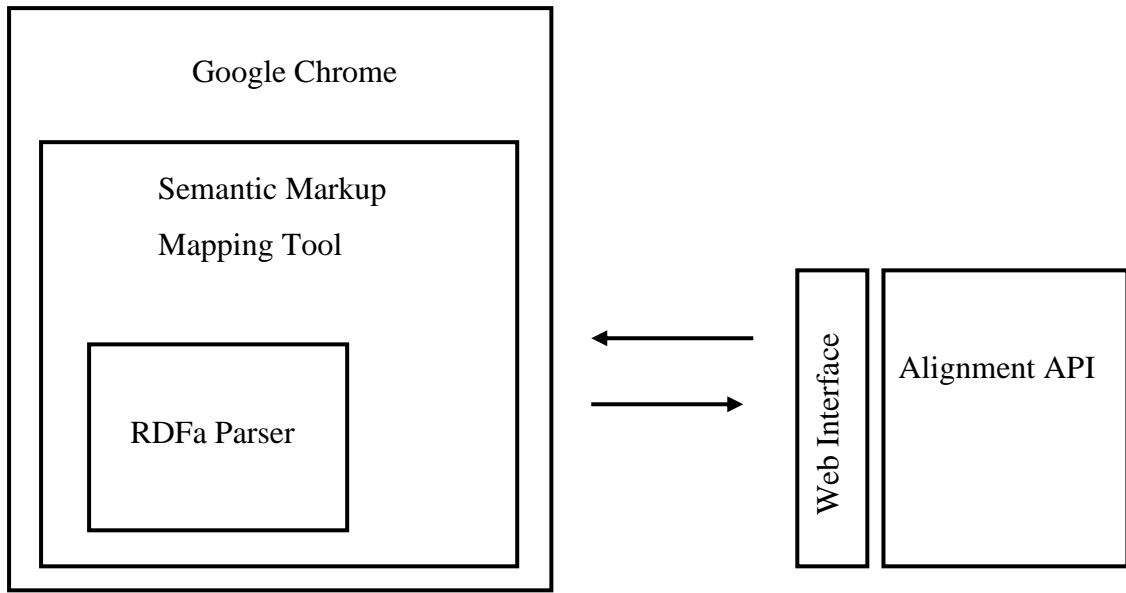 Google Chrome
Semantic Markup
Mapping Tool
RDFa Parser
Web Interface
Alignment API